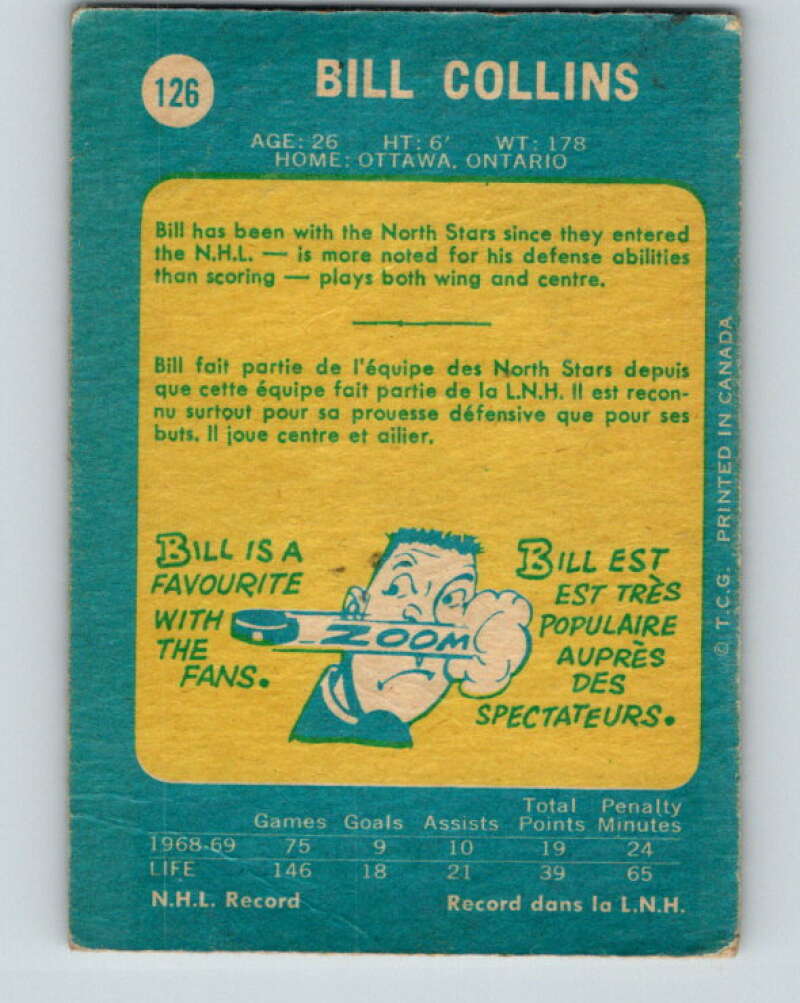 126
BILL COLLINS
AGE: 26 HT: 6' WT: 178
HOME: OTTAWA, ONTARIO
Bill has been with the North Stars since they entered
the N.H.L. — is more noted for his defense abilities
than scoring — plays both wing and centre.
Bill fait partie de l'équipe des North Stars depuis
que cette équipe fait partie de la L.N.H. Il est recon-
nu surtout pour sa prouesse défensive que pour ses
buts. Il joue centre et ailier.
BILL IS A
FAVOURITE
WITH
THE
FANS.
ZOOM
BILL EST
EST TRÈS
POPULAIRE
AUPRÈS
DES
SPECTATEURS.
© T.C.G. PRINTED IN CANADA
Total Penalty
Games Goals Assists Points Minutes
1968-69 75 9 10 19 24
LIFE 146 18 21 39 65
N.H.L. Record Record dans la L.N.H.